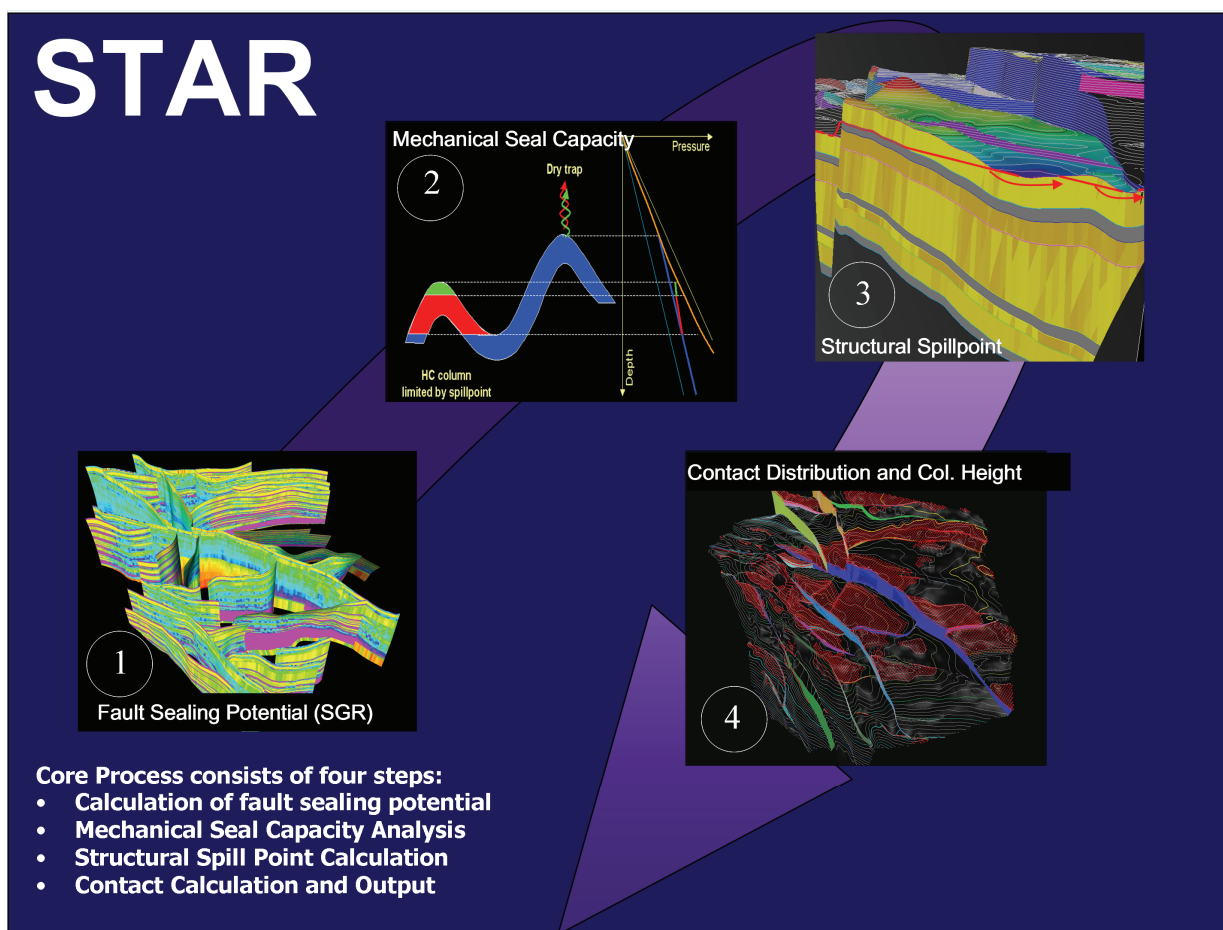 STAR
Mechanical Seal Capacity
2
Pressure
Dry trap
Depth
HC column
limited by spillpoint
3
Structural Spillpoint
1
Fault Sealing Potential (SGR)
Contact Distribution and Col. Height
4
Core Process consists of four steps:
• Calculation of fault sealing potential
• Mechanical Seal Capacity Analysis
• Structural Spill Point Calculation
• Contact Calculation and Output